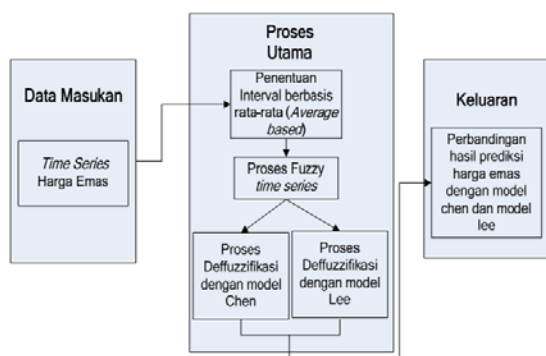 Data Masukan
Time Series
Harga Emas
Proses
Utama
Penentuan
Interval berbasis
rata-rata (Average
based)
Proses Fuzzy
time series
Proses
Deffuzzifikasi
dengan model
Chen
Proses
Deffuzzifikasi
dengan model
Lee
Keluaran
Perbandingan
hasil prediksi
harga emas
dengan model
chen dan model
lee